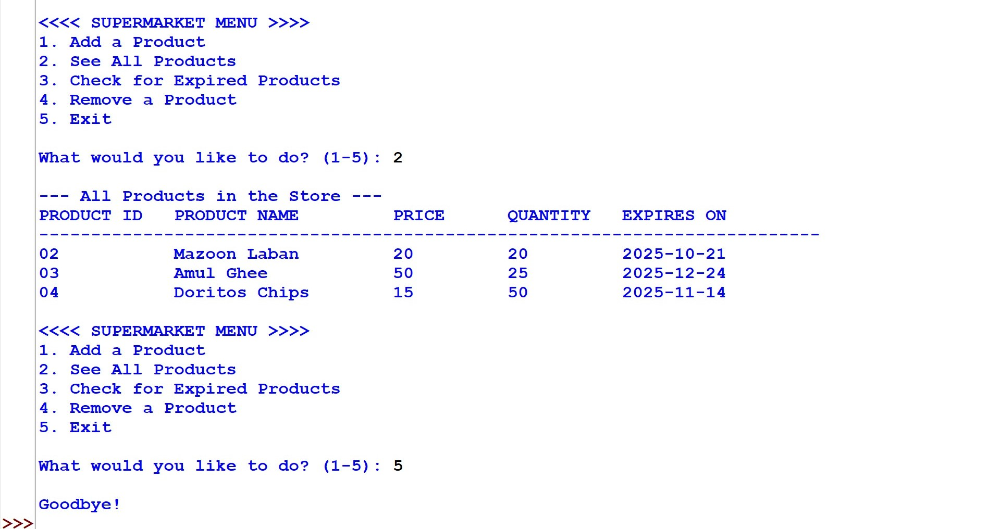 <<<< SUPERMARKET MENU >>>>
1. Add a Product
2. See All Products
3. Check for Expired Products
4. Remove a Product
5. Exit
What would you like to do? (1-5): 2
--- All Products in the Store ---
PRODUCT ID   PRODUCT NAME         PRICE      QUANTITY   EXPIRES ON
---------------------------------------------------------------------------
02           Mazoon Laban         20         20         2025-10-21
03           Amul Ghee            50         25         2025-12-24
04           Doritos Chips        15         50         2025-11-14
<<<< SUPERMARKET MENU >>>>
1. Add a Product
2. See All Products
3. Check for Expired Products
4. Remove a Product
5. Exit
What would you like to do? (1-5): 5
Goodbye!
>>>